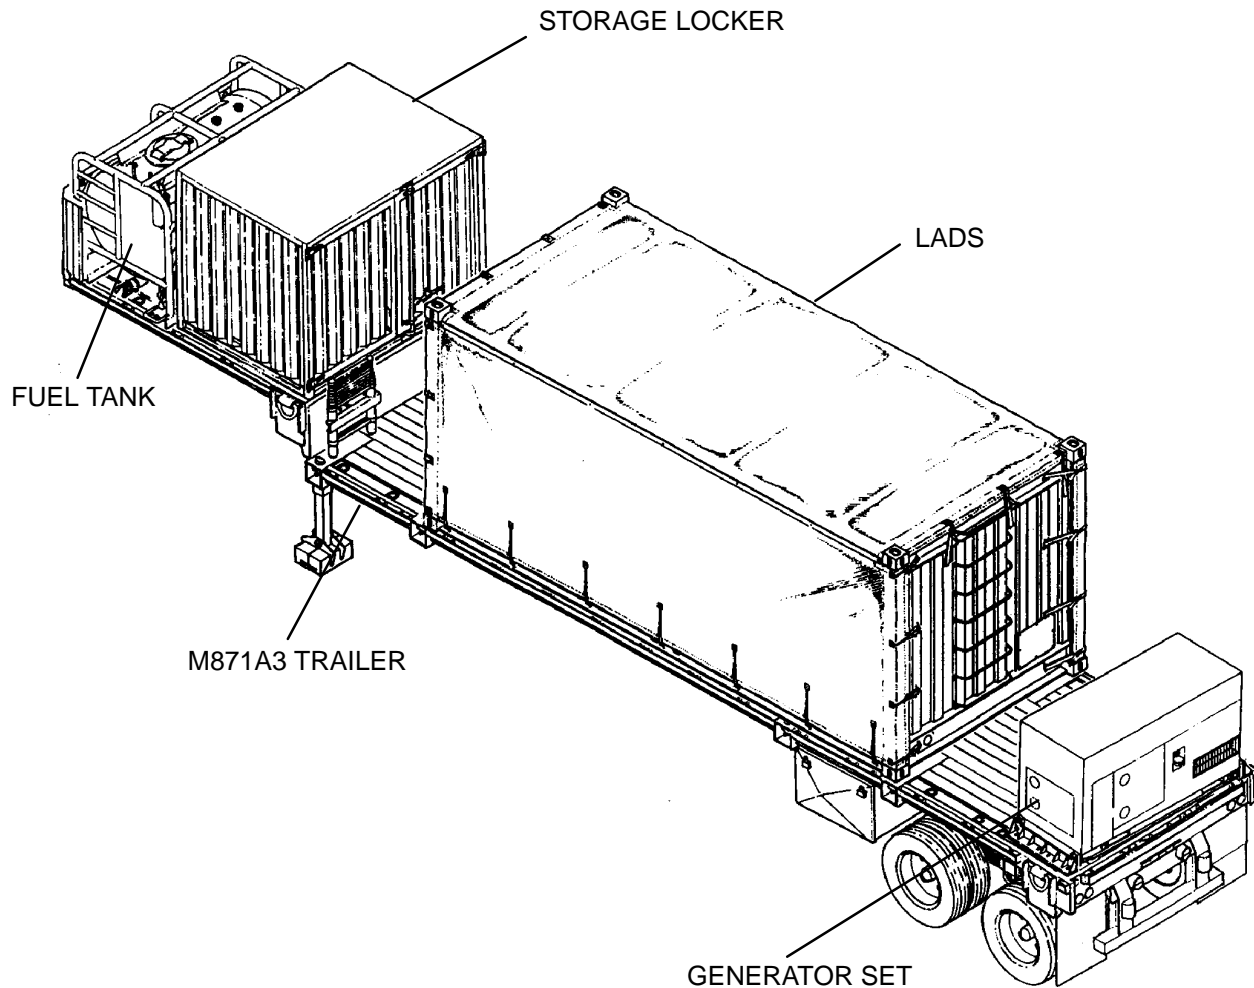 STORAGE LOCKER
LADS
FUEL TANK
M871A3 TRAILER
GENERATOR SET